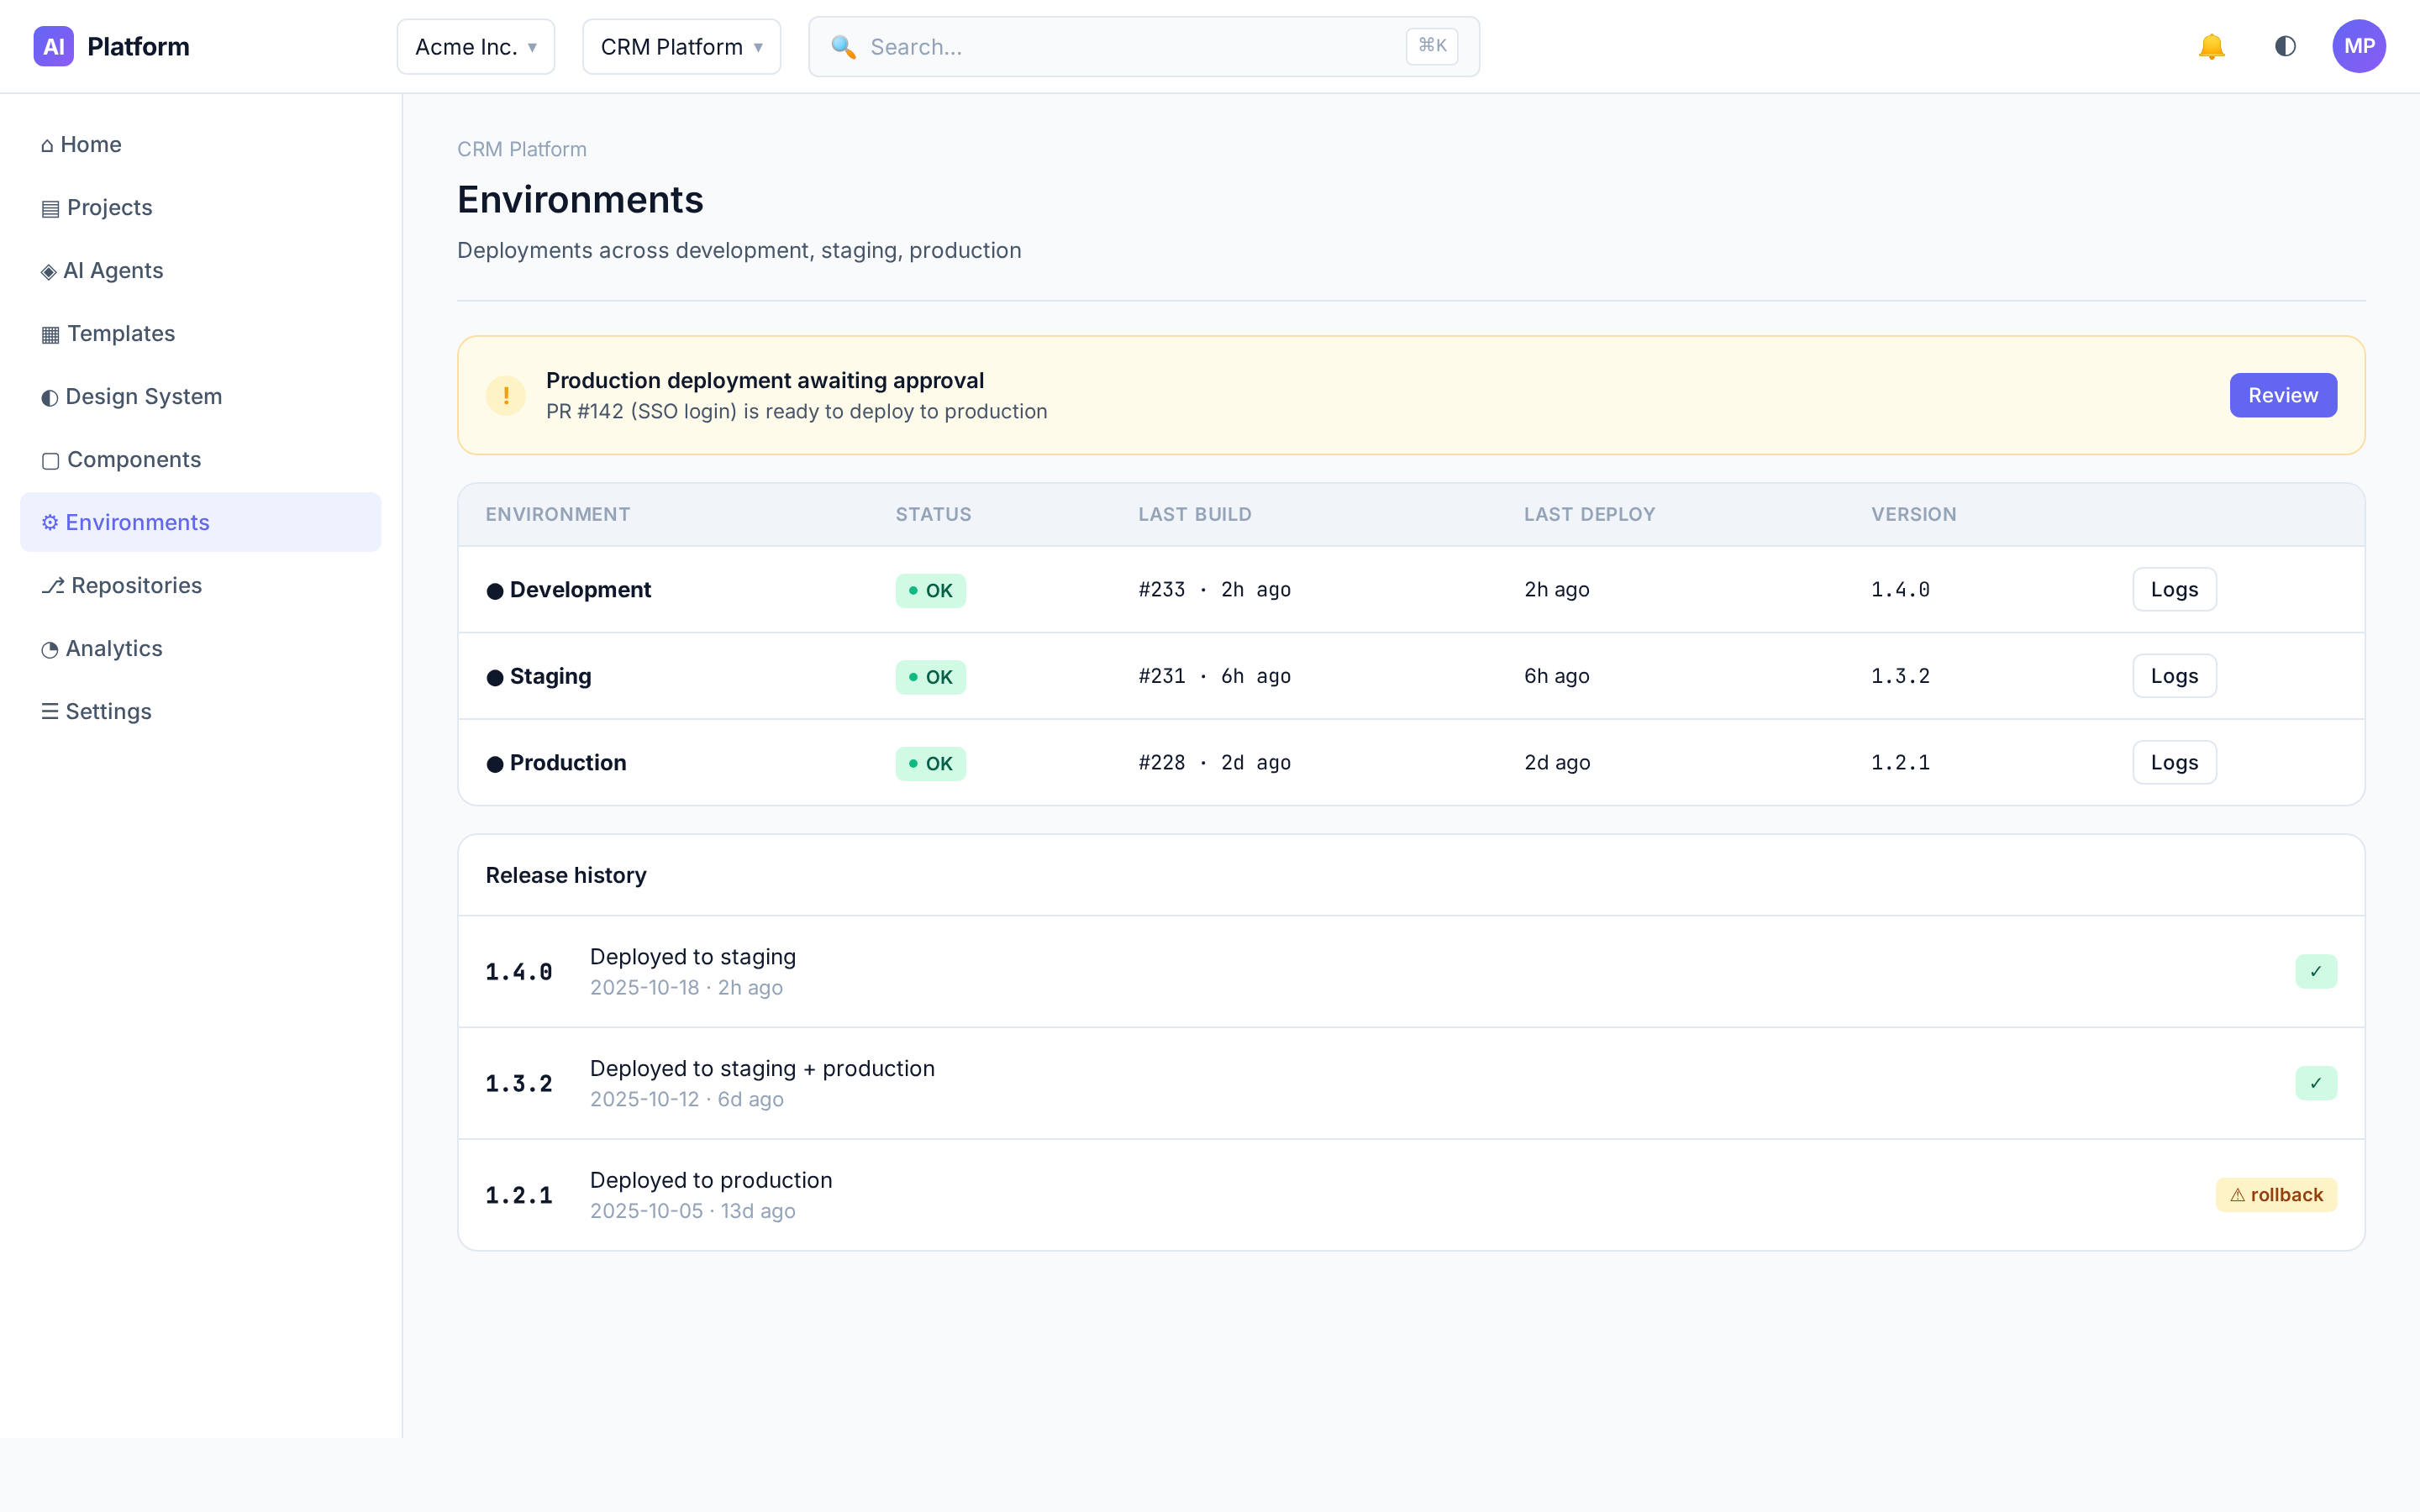 AI Platform
Acme Inc. ▾
CRM Platform ▾
🔍 Search... ⌘K
🔔 ◐ MP
⌂ Home
▤ Projects
◈ AI Agents
▦ Templates
◐ Design System
▢ Components
⚙ Environments
⎇ Repositories
◔ Analytics
☰ Settings
CRM Platform
Environments
Deployments across development, staging, production
! Production deployment awaiting approval
PR #142 (SSO login) is ready to deploy to production
Review
ENVIRONMENT STATUS LAST BUILD LAST DEPLOY VERSION
● Development • OK #233 · 2h ago 2h ago 1.4.0 Logs
● Staging • OK #231 · 6h ago 6h ago 1.3.2 Logs
● Production • OK #228 · 2d ago 2d ago 1.2.1 Logs
Release history
1.4.0 Deployed to staging
2025-10-18 · 2h ago
✓
1.3.2 Deployed to staging + production
2025-10-12 · 6d ago
✓
1.2.1 Deployed to production
2025-10-05 · 13d ago
⚠ rollback